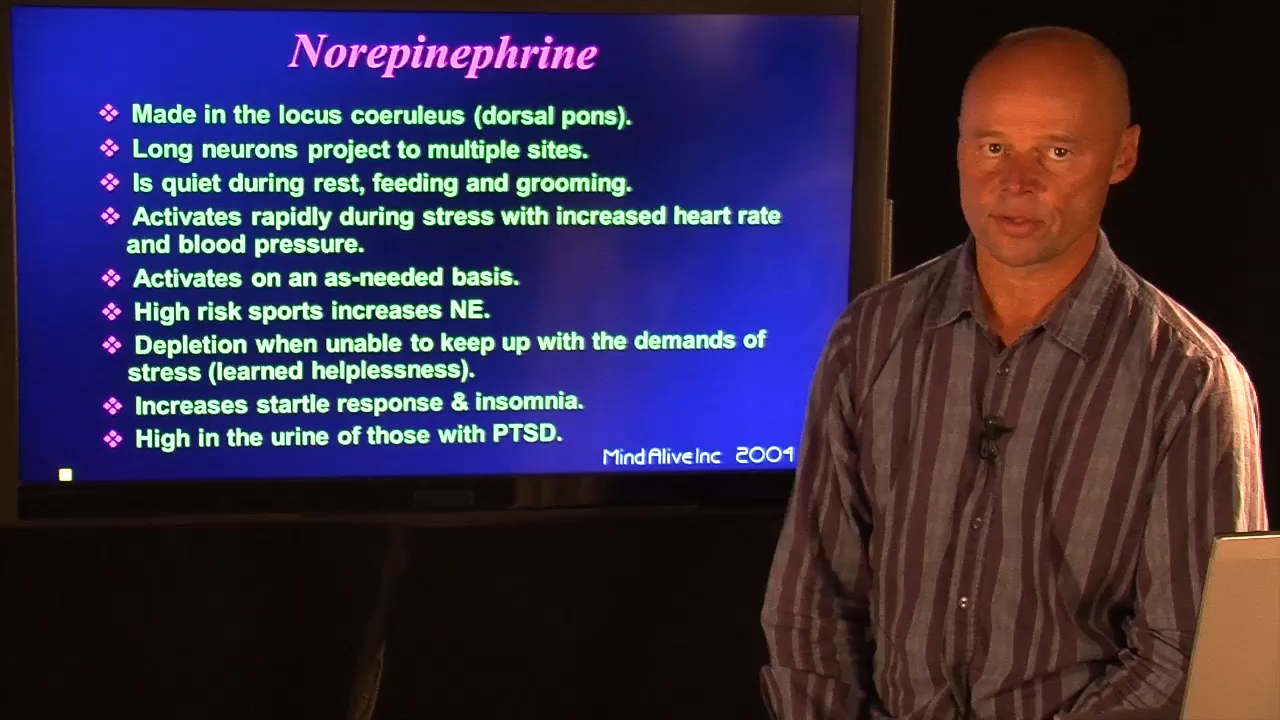 Norepinephrine
Made in the locus coeruleus (dorsal pons).
Long neurons project to multiple sites.
Is quiet during rest, feeding and grooming.
Activates rapidly during stress with increased heart rate
and blood pressure.
Activates on an as-needed basis.
High risk sports increases NE.
Depletion when unable to keep up with the demands of
stress (learned helplessness).
Increases startle response & insomnia.
High in the urine of those with PTSD.
Mind Alive Inc 2004